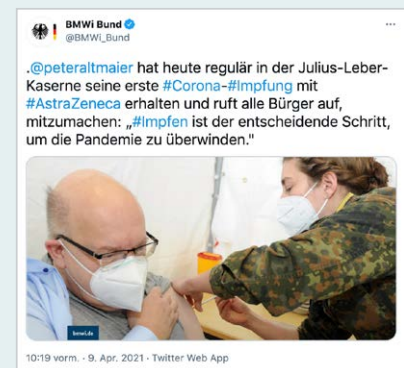 BMWi Bund
@BMWi_Bund
.@peteraltmaier hat heute regulär in der Julius-Leber-
Kaserne seine erste #Corona-#Impfung mit
#AstraZeneca erhalten und ruft alle Bürger auf,
mitzumachen: „#Impfen ist der entscheidende Schritt,
um die Pandemie zu überwinden."
bmwi.de
10:19 vorm. · 9. Apr. 2021 · Twitter Web App